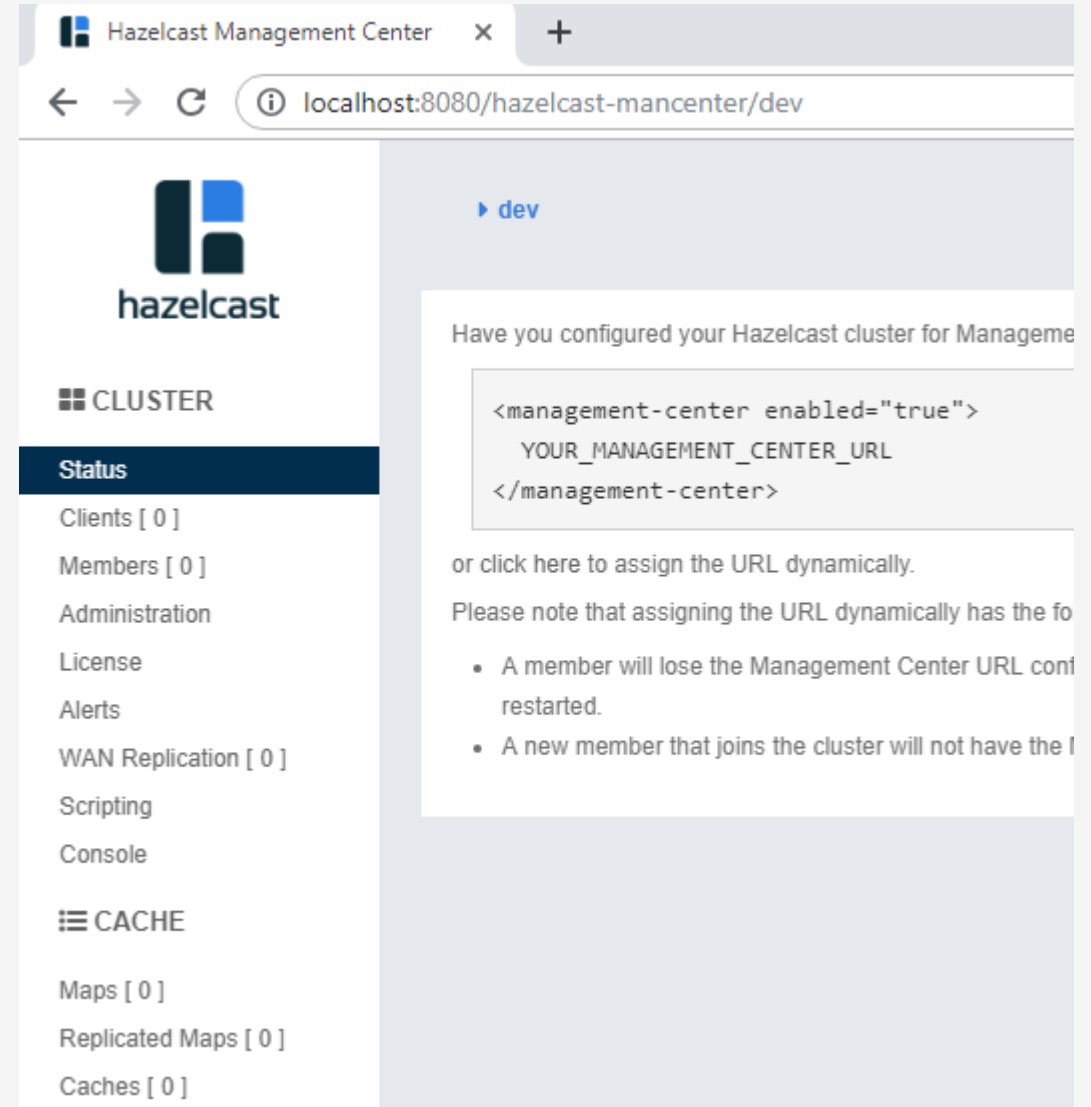 Hazelcast Management Center
localhost:8080/hazelcast-mancenter/dev
hazelcast
CLUSTER
Status
Clients [ 0 ]
Members [ 0 ]
Administration
License
Alerts
WAN Replication [ 0 ]
Scripting
Console
CACHE
Maps [ 0 ]
Replicated Maps [ 0 ]
Caches [ 0 ]
dev
Have you configured your Hazelcast cluster for Manageme
<management-center enabled="true">
YOUR_MANAGEMENT_CENTER_URL
</management-center>
or click here to assign the URL dynamically.
Please note that assigning the URL dynamically has the fo
A member will lose the Management Center URL conf
restarted.
A new member that joins the cluster will not have the